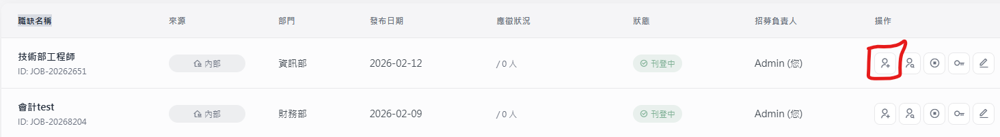 職缺名稱 來源 部門 發布日期 應徵狀況 狀態 招募負責人 操作
技術部工程師
ID: JOB-20262651
內部 資訊部 2026-02-12 / 0 人 刊登中 Admin (您)
會計test
ID: JOB-20268204
內部 財務部 2026-02-09 / 0 人 刊登中 Admin (您)